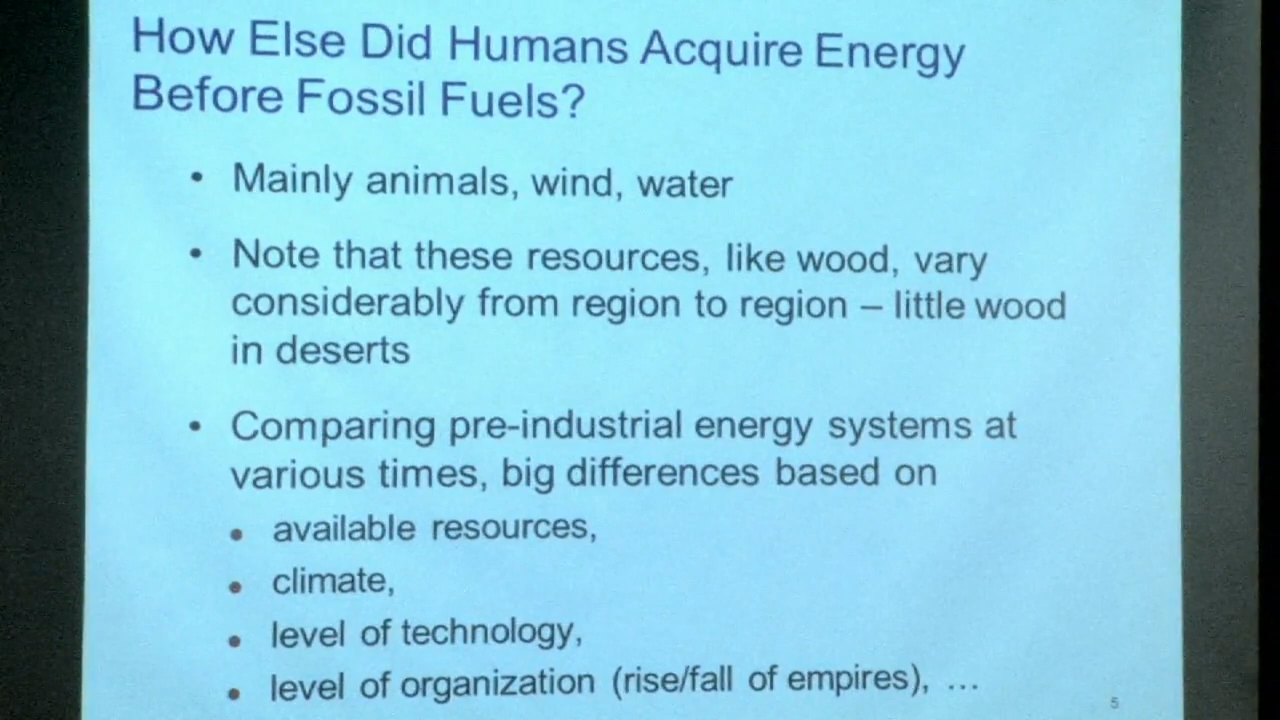 How Else Did Humans Acquire Energy
Before Fossil Fuels?
• Mainly animals, wind, water
• Note that these resources, like wood, vary
considerably from region to region – little wood
in deserts
• Comparing pre-industrial energy systems at
various times, big differences based on
• available resources,
• climate,
• level of technology,
• level of organization (rise/fall of empires), …
5